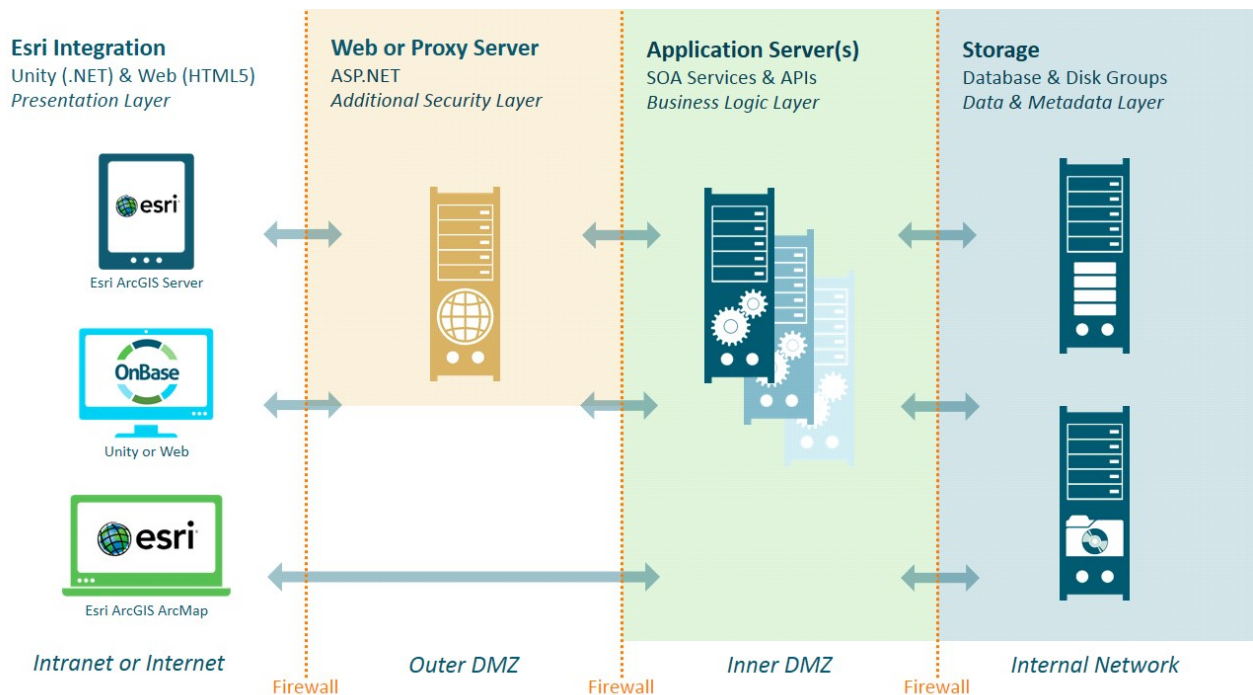 Esri Integration
Unity (.NET) & Web (HTML5)
Presentation Layer
Web or Proxy Server
ASP.NET
Additional Security Layer
Application Server(s)
SOA Services & APIs
Business Logic Layer
Storage
Database & Disk Groups
Data & Metadata Layer
esri
Esri ArcGIS Server
OnBase
Unity or Web
esri
Esri ArcGIS ArcMap
Intranet or Internet
Outer DMZ
Inner DMZ
Internal Network
Firewall
Firewall
Firewall